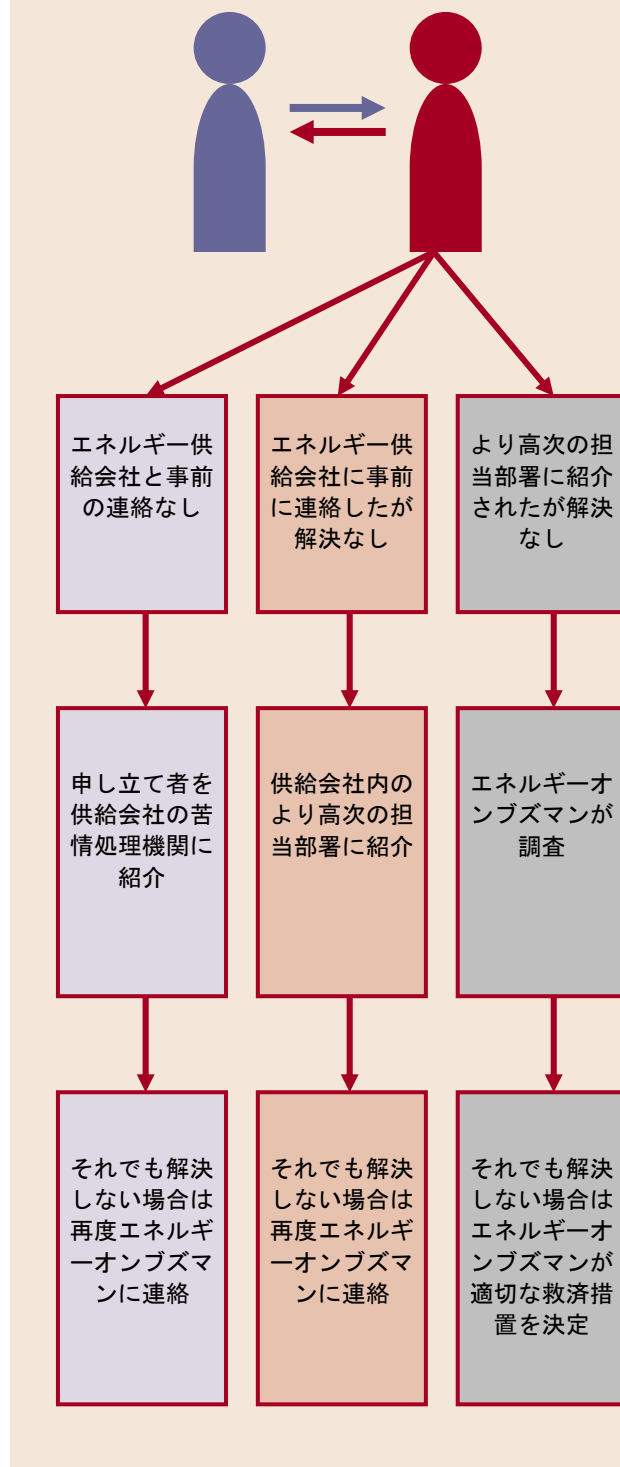 エネルギー供
給会社と事前
の連絡なし
エネルギー供
給会社に事前
に連絡したが
解決なし
より高次の担
当部署に紹介
されたが解決
なし
申し立て者を
供給会社の苦
情処理機関に
紹介
供給会社内の
より高次の担
当部署に紹介
エネルギーオ
ンブズマンが
調査
それでも解決
しない場合は
再度エネルギ
ーオンブズマ
ンに連絡
それでも解決
しない場合は
再度エネルギ
ーオンブズマ
ンに連絡
それでも解決
しない場合は
エネルギーオ
ンブズマンが
適切な救済措
置を決定